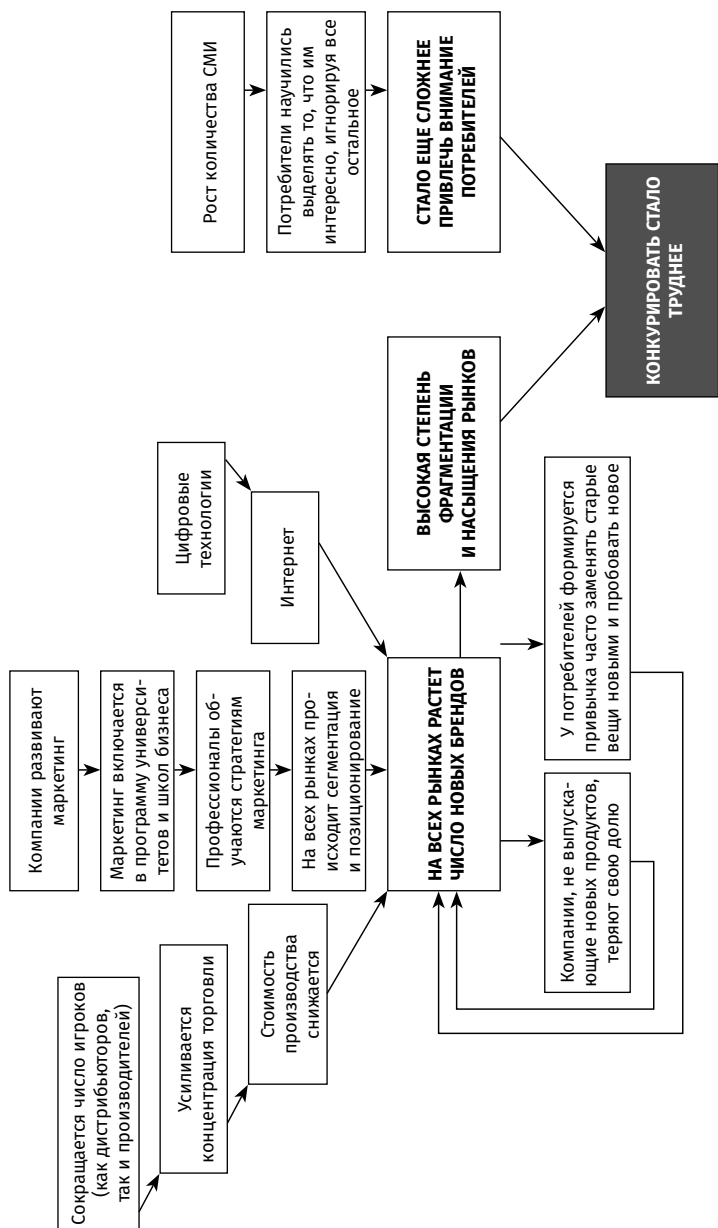 Сокращается число игроков
(как дистрибьюторов,
так и производителей)
Усиливается
концентрация торговли
Стоимость
производства
снижается
Компании развивают
маркетинг
Маркетинг включается
в программу универси-
тетов и школ бизнеса
Профессионалы об-
учаются стратегиям
маркетинга
На всех рынках про-
исходит сегментация
и позиционирование
Цифровые
технологии
Интернет
НА ВСЕХ РЫНКАХ РАСТЕТ
ЧИСЛО НОВЫХ БРЕНДОВ
Компании, не выпуска-
ющие новых продуктов,
теряют свою долю
У потребителей формируется
привычка часто заменять старые
вещи новыми и пробовать новое
ВЫСОКАЯ СТЕПЕНЬ
ФРАГМЕНТАЦИИ
И НАСЫЩЕНИЯ РЫНКОВ
Рост количества СМИ
Потребители научились
выделять то, что им
интересно, игнорируя все
остальное
СТАЛО ЕЩЕ СЛОЖНЕЕ
ПРИВЛЕЧЬ ВНИМАНИЕ
ПОТРЕБИТЕЛЕЙ
КОНКУРИРОВАТЬ СТАЛО
ТРУДНЕЕ